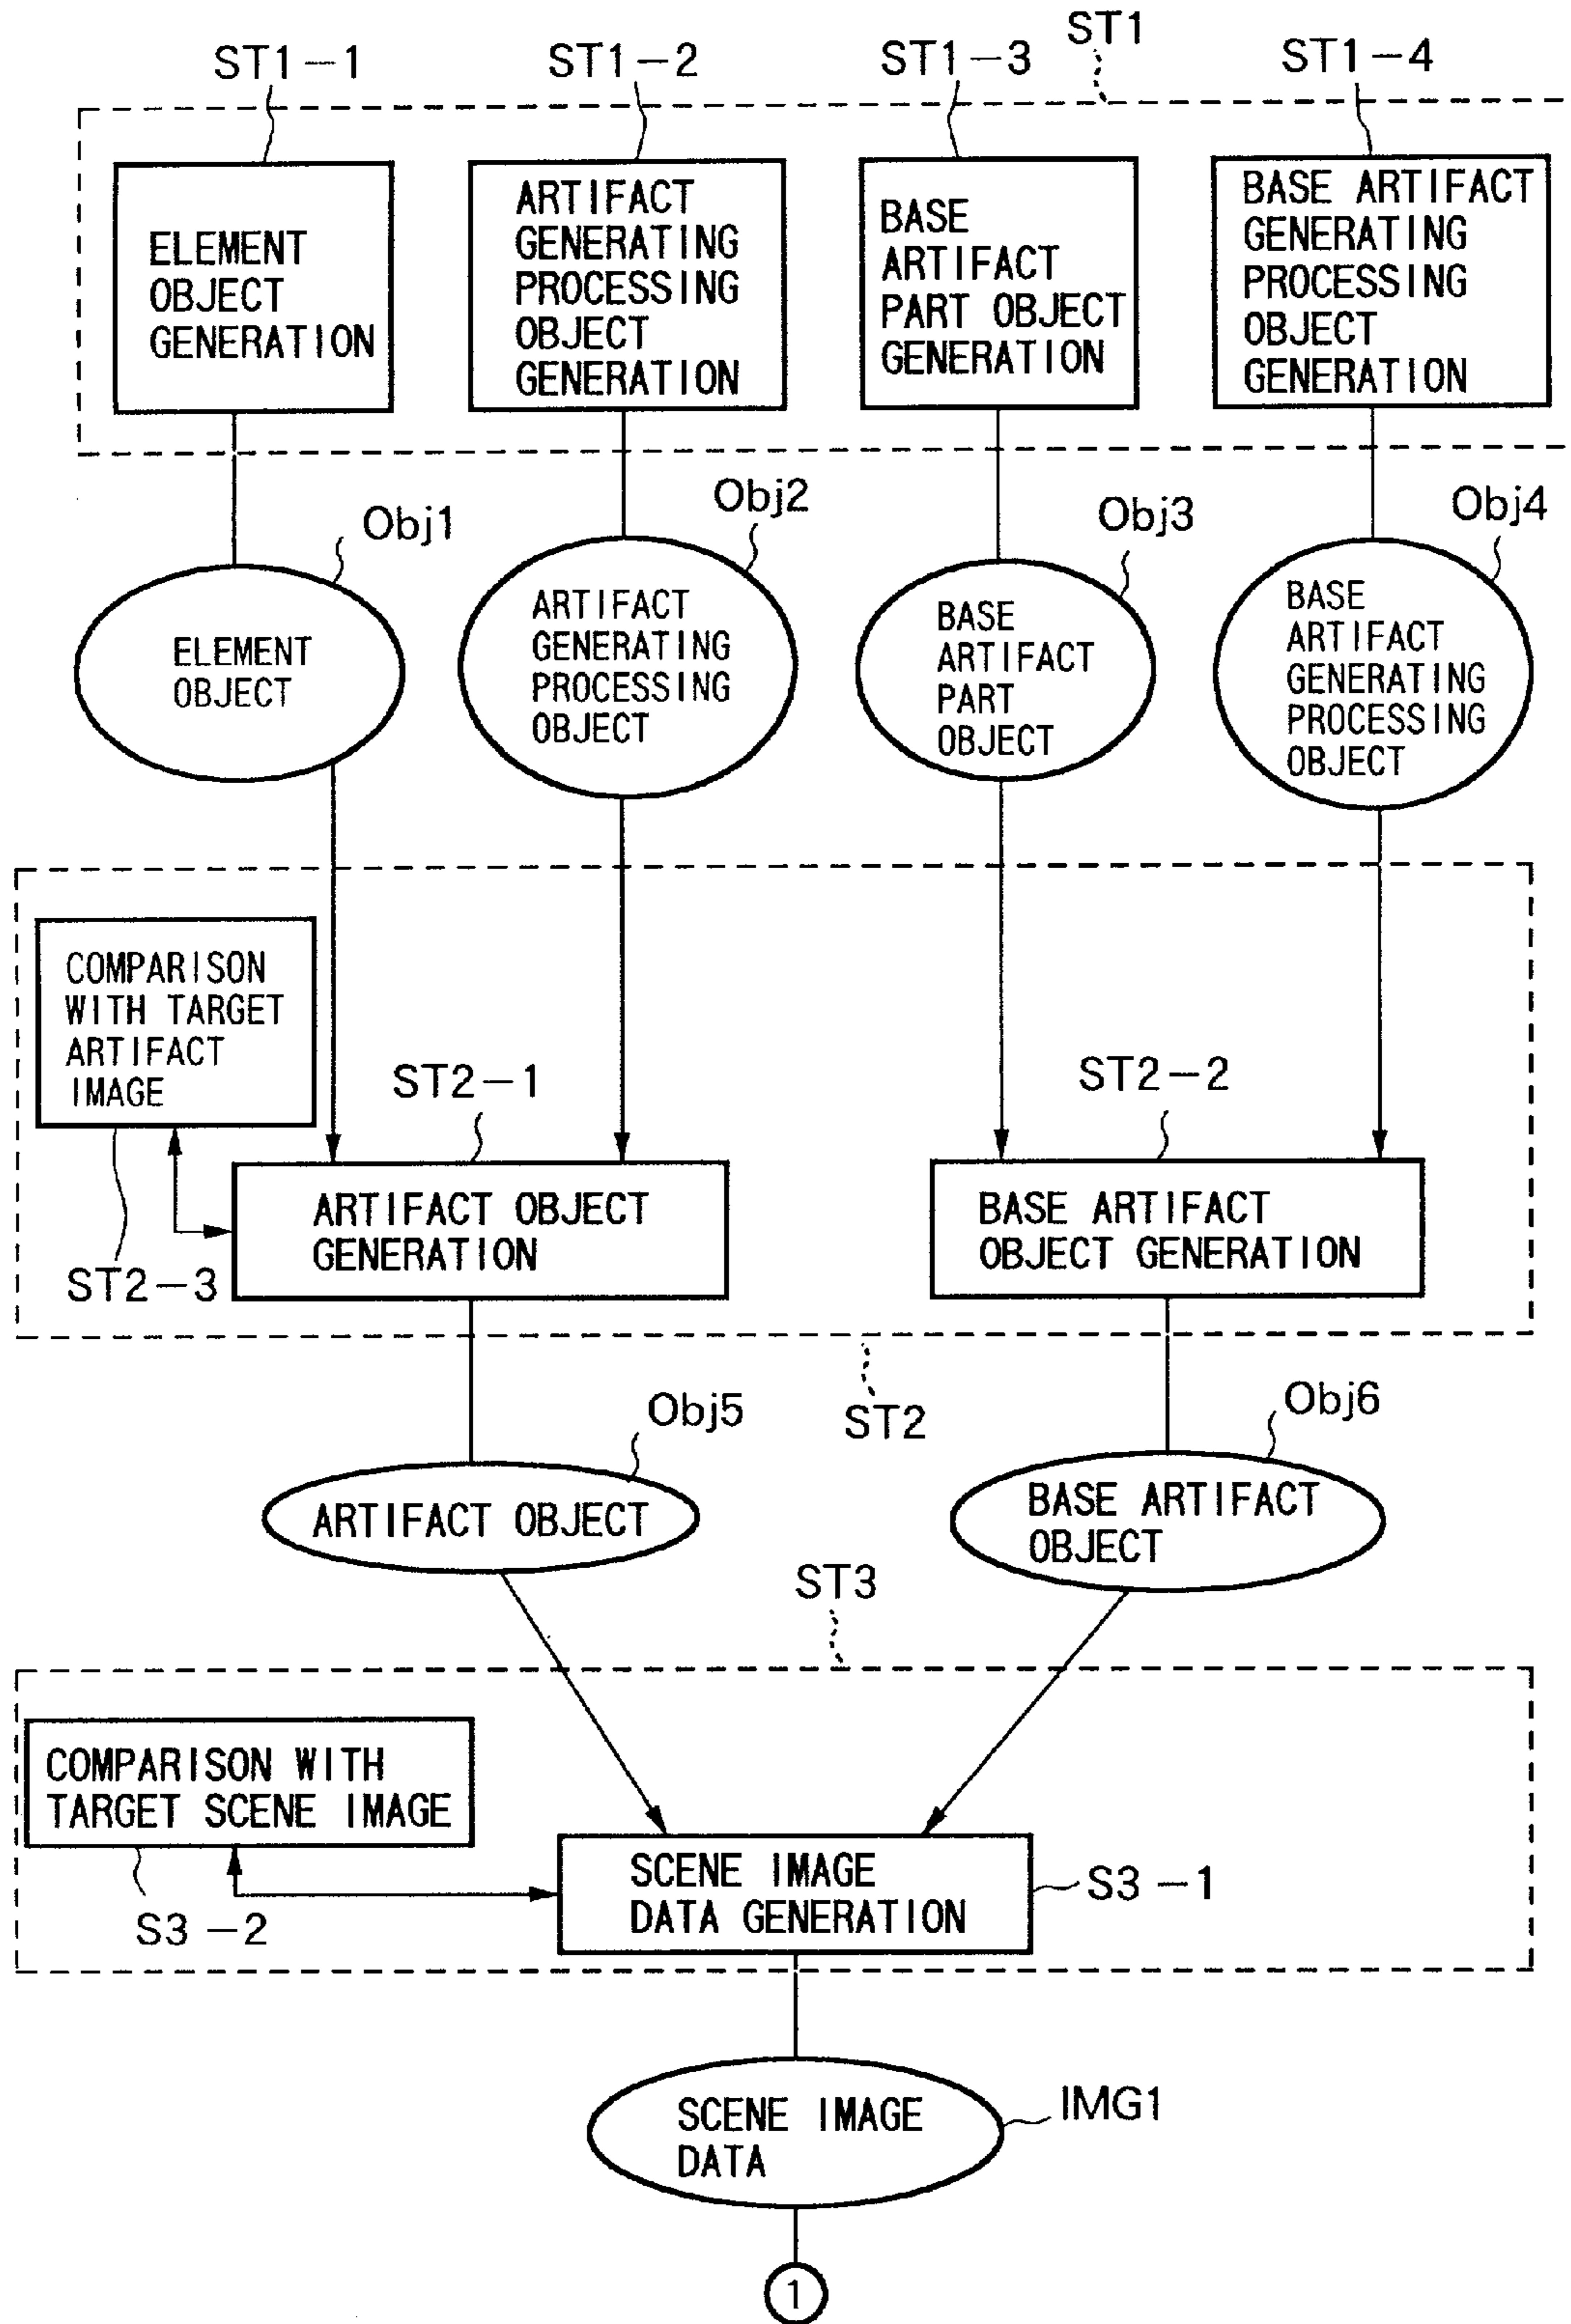 ST1
ST1-1
ST1-2
ST1-3
ST1-4
ELEMENT
OBJECT
GENERATION
ARTIFACT
GENERATING
PROCESSING
OBJECT
GENERATION
BASE
ARTIFACT
PART OBJECT
GENERATION
BASE ARTIFACT
GENERATING
PROCESSING
OBJECT
GENERATION
Obj1
Obj2
Obj3
Obj4
ELEMENT
OBJECT
ARTIFACT
GENERATING
PROCESSING
OBJECT
BASE
ARTIFACT
PART
OBJECT
BASE
ARTIFACT
GENERATING
PROCESSING
OBJECT
COMPARISON
WITH TARGET
ARTIFACT
IMAGE
ST2-1
ST2-2
ARTIFACT OBJECT
GENERATION
BASE ARTIFACT
OBJECT GENERATION
ST2-3
ST2
Obj5
Obj6
ARTIFACT OBJECT
BASE ARTIFACT
OBJECT
ST3
COMPARISON WITH
TARGET SCENE IMAGE
SCENE IMAGE
DATA GENERATION
S3-1
S3-2
SCENE IMAGE
DATA
IMG1
1